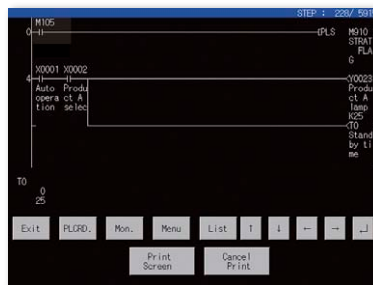 STEP : 228/ 591
M105
0
PLS M910
STRAT
FLA
G
X0001 X0002
4
Y0023
Auto Produ
opera ct A
tion selec
Produ
ct A
lamp
K25
T0
Stand
by ti
me
T0
0
25
Exit PLCRD. Mon. Menu List ↑ ↓ ← → ↵
Print
Screen
Cancel
Print